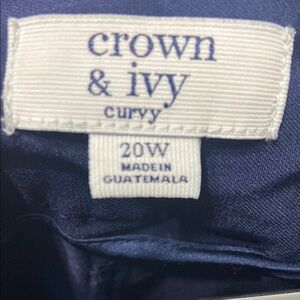 crown
& ivy
curvy
20W
MADE IN
GUATEMALA